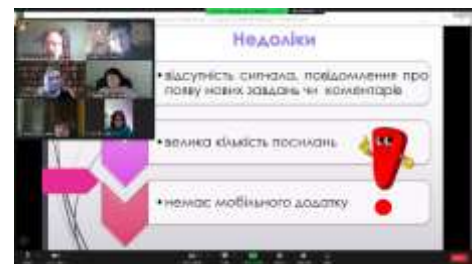 Недоліки
• відсутність сигнала, повідомлення про
появу нових завдань чи коментарів
• велика кількість посилань
• немає мобільного додатку